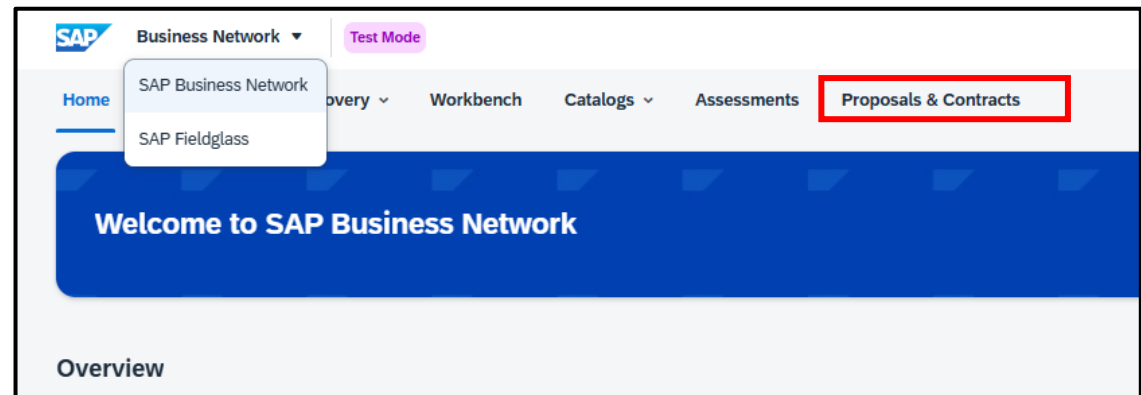 SAP Business Network Test Mode
SAP Business Network
Home overy Workbench Catalogs Assessments Proposals & Contracts
SAP Fieldglass
Welcome to SAP Business Network
Overview